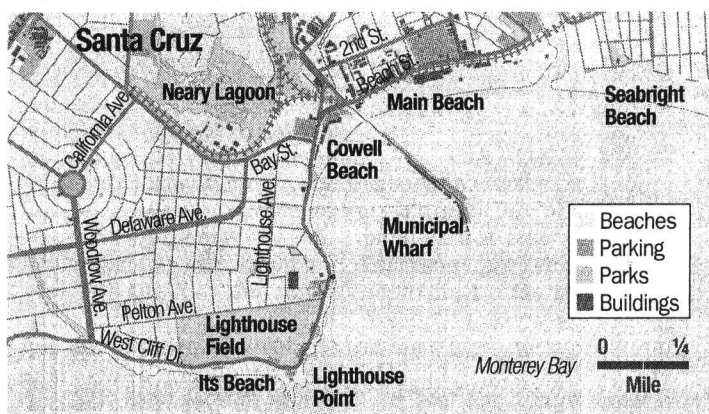 Santa Cruz
2nd St.
Beach St.
Neary Lagoon
Main Beach
Seabright
Beach
California Ave.
Bay St.
Cowell
Beach
Lighthouse Ave.
Municipal
Wharf
Delaware Ave.
Woodrow Ave.
Pelton Ave.
Lighthouse
Field
West Cliff Dr.
Its Beach
Lighthouse
Point
Monterey Bay
Beaches
Parking
Parks
Buildings
0 ¼
Mile